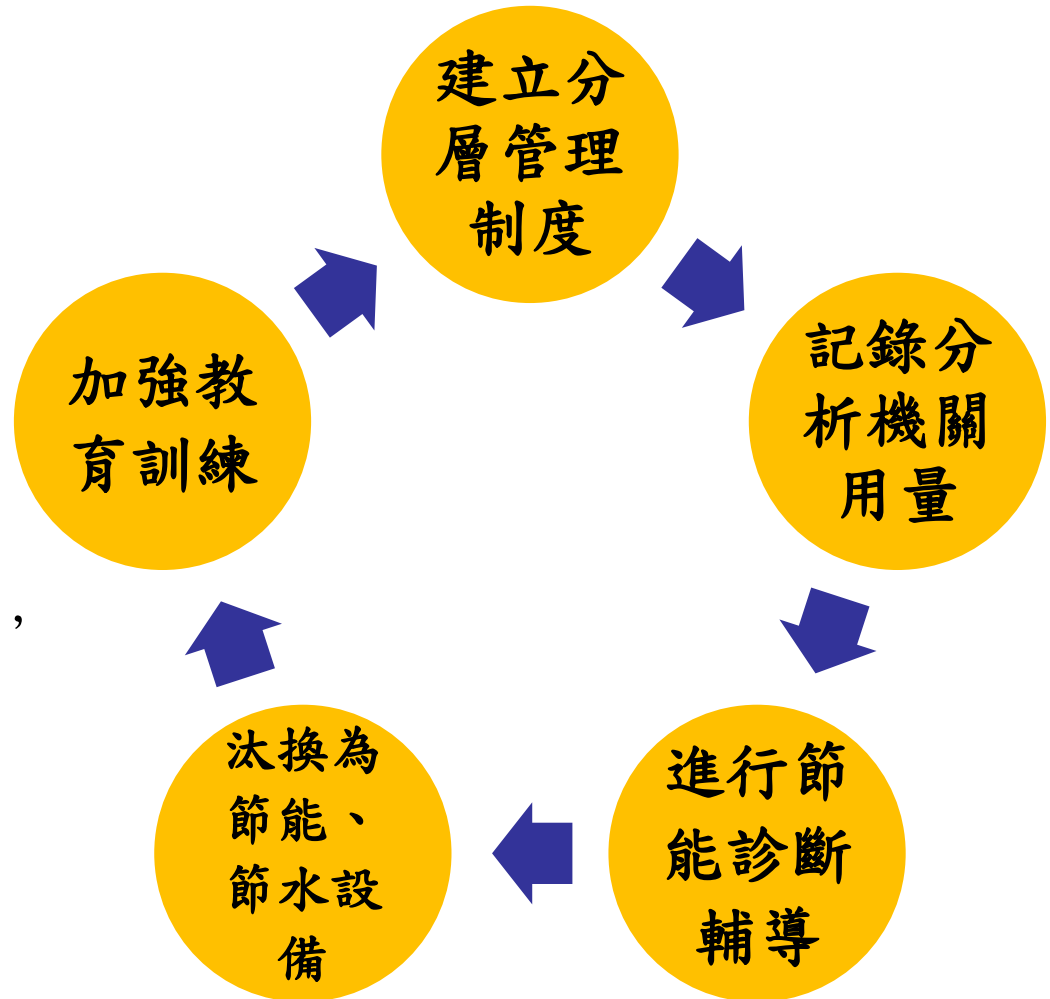 建立分
層管理
制度
記錄分
析機關
用量
進行節
能診斷
輔導
汰換為
節能、
節水設
備
加強教
育訓練
，